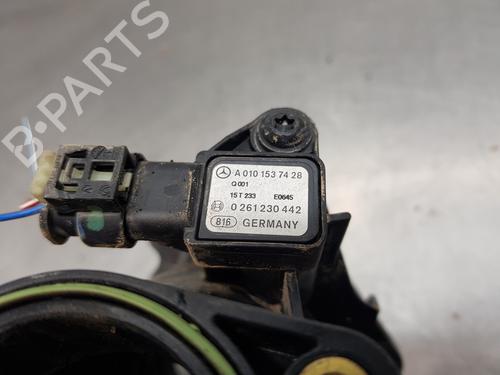 A 010 153 74 28
Q 001
15T 233 E0645
0 261 230 442
816 GERMANY
B-PARTS